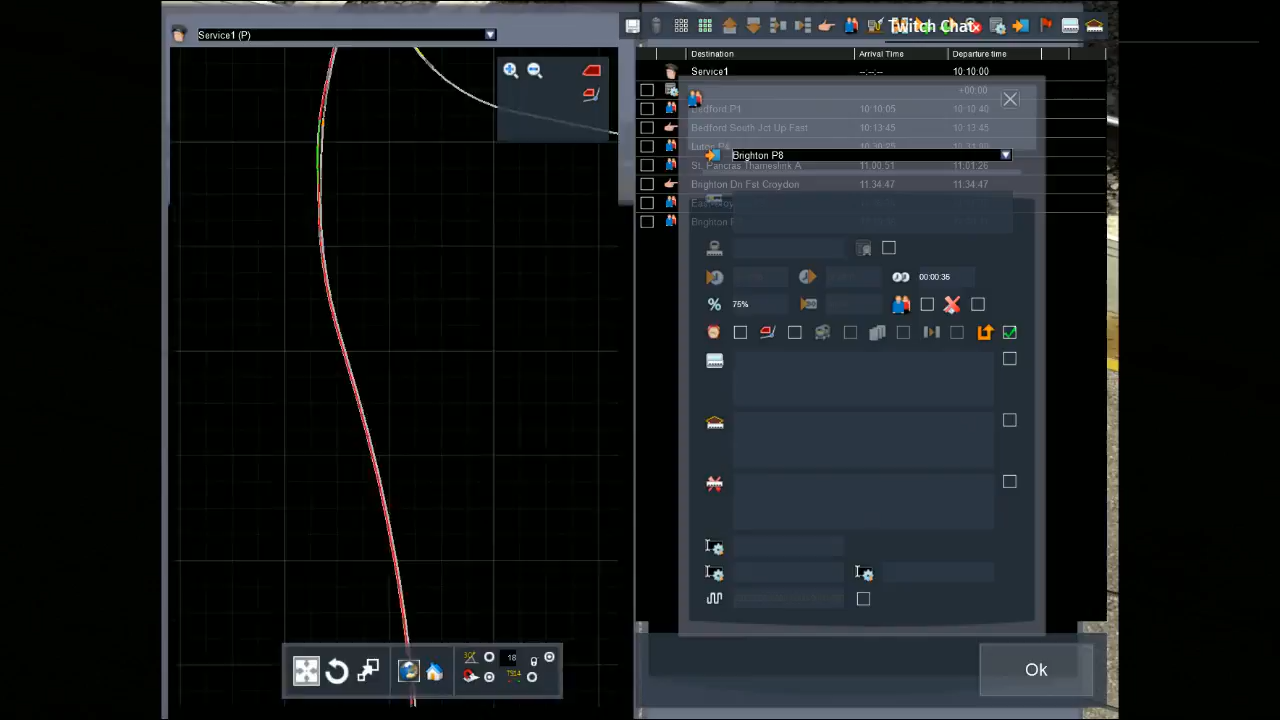 Service1 (P)
Twitch Chat
Destination Arrival Time Departure time
Service1 --:--:-- 10:10:00
+00:00
Bedford P1 10:10:05 10:10:40
Bedford South Jct Up Fast 10:13:45 10:13:45
Brighton P8
St. Pancras Thameslink A 11:00:51 11:01:26
Brighton Dn Fst Croydon 11:34:47 11:34:47
Brighton
00:00:35
75%
18
Ok